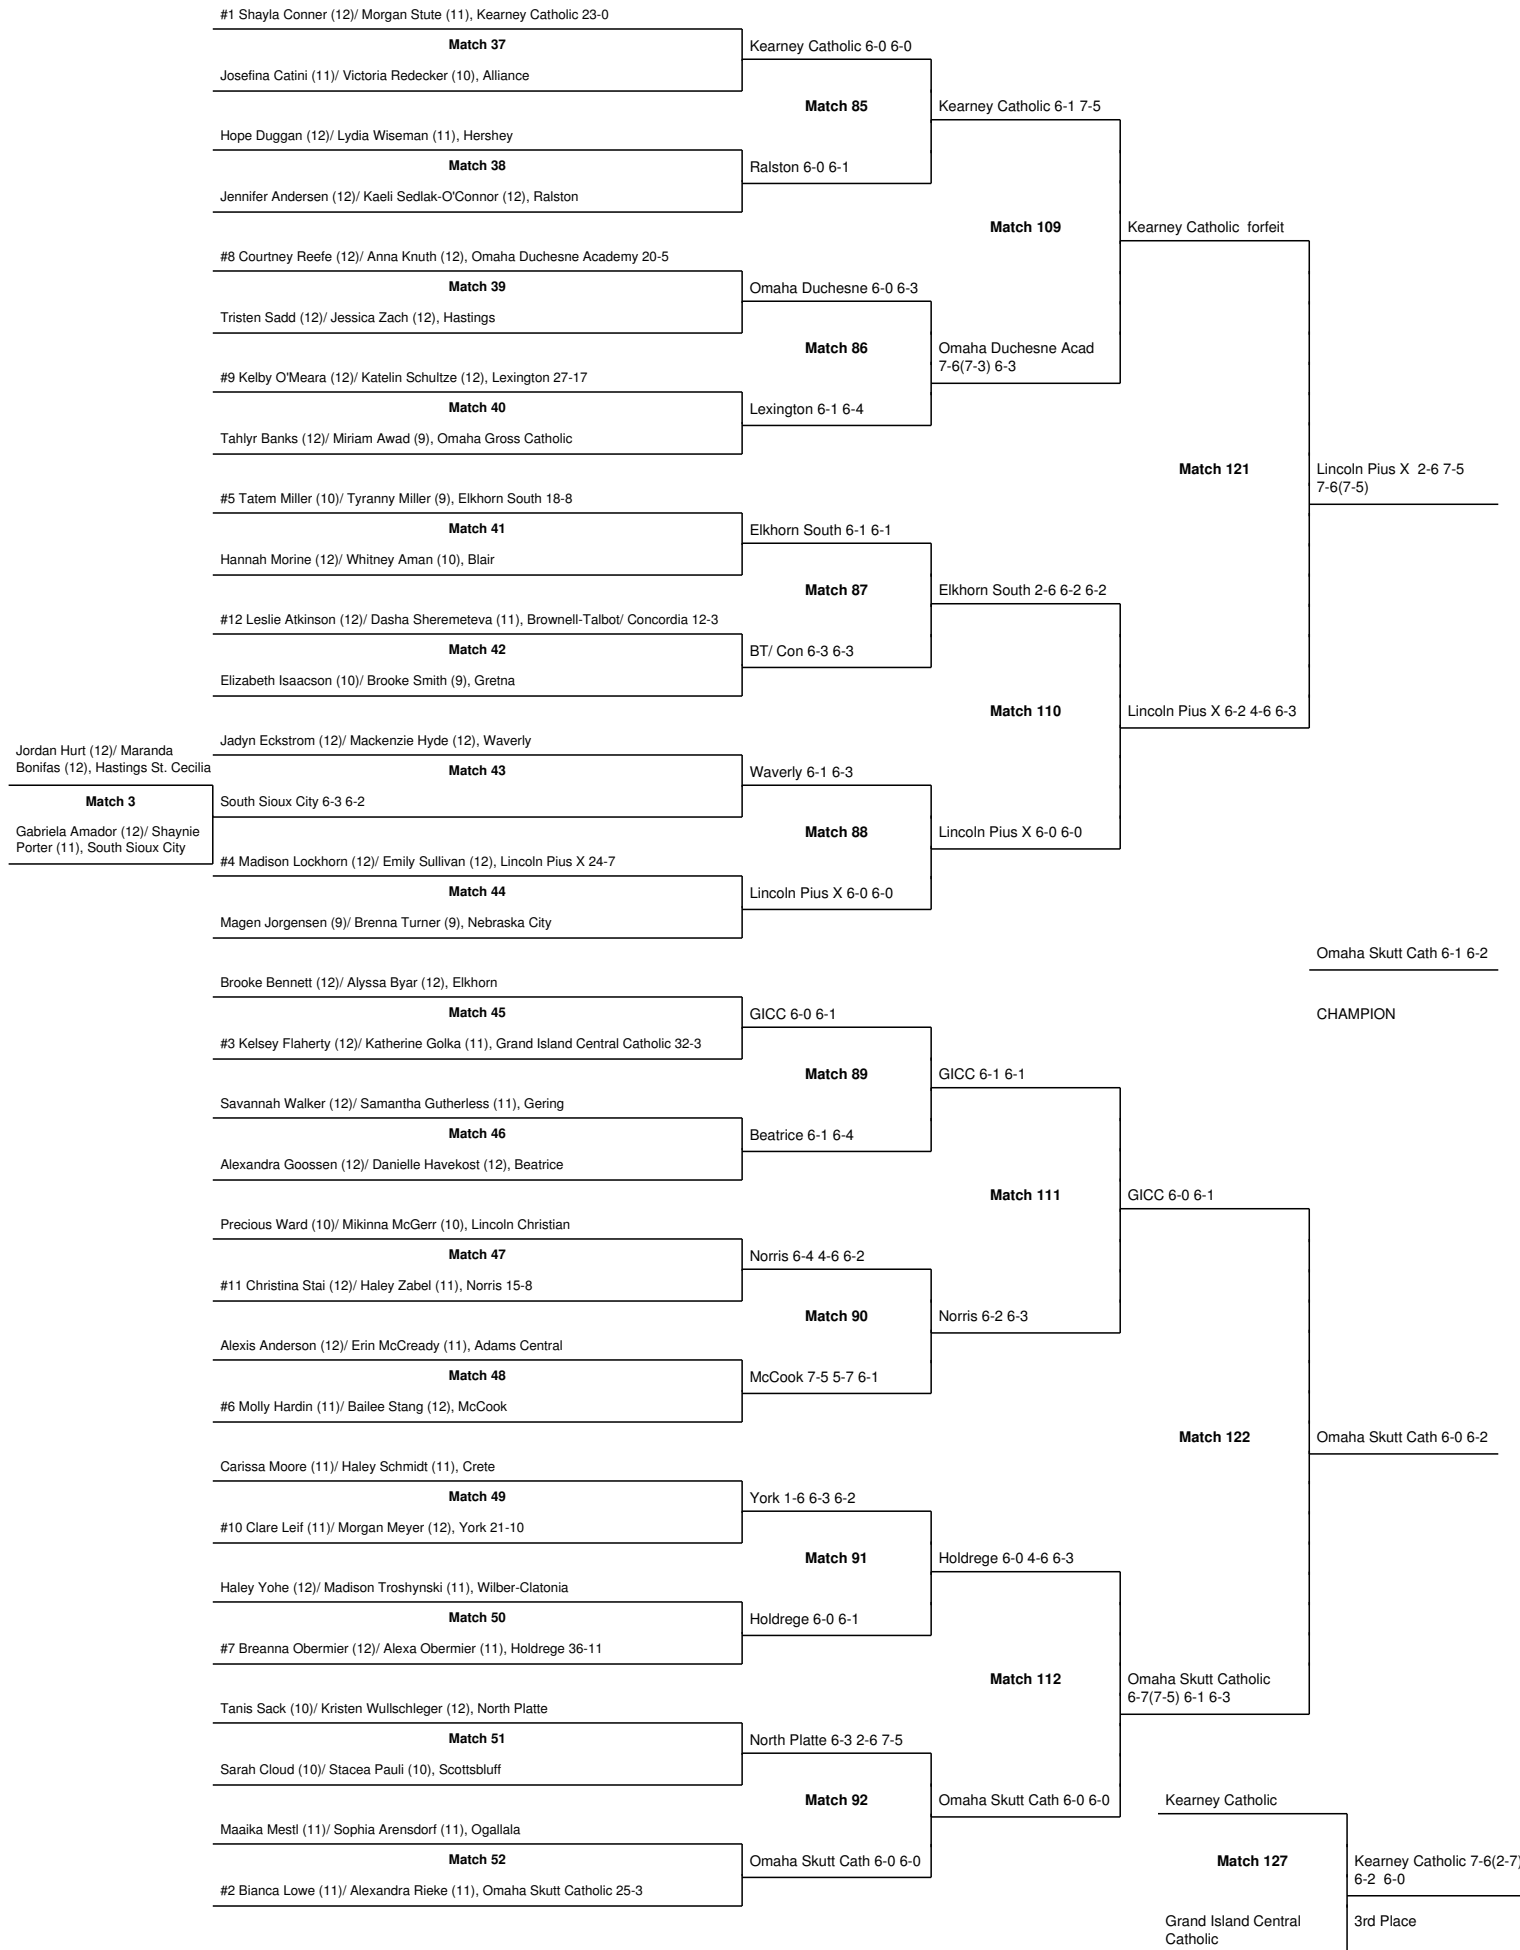 #1 Shayla Conner (12)/ Morgan Stute (11), Kearney Catholic 23-0
Match 37
Josefina Catini (11)/ Victoria Redecker (10), Alliance
Kearney Catholic 6-0 6-0
Match 85
Kearney Catholic 6-1 7-5
Hope Duggan (12)/ Lydia Wiseman (11), Hershey
Match 38
Jennifer Andersen (12)/ Kaeli Sedlak-O'Connor (12), Ralston
Ralston 6-0 6-1
Match 109
Kearney Catholic  forfeit
#8 Courtney Reefe (12)/ Anna Knuth (12), Omaha Duchesne Academy 20-5
Match 39
Tristen Sadd (12)/ Jessica Zach (12), Hastings
Omaha Duchesne 6-0 6-3
Match 86
Omaha Duchesne Acad
7-6(7-3) 6-3
#9 Kelby O'Meara (12)/ Katelin Schultze (12), Lexington 27-17
Match 40
Tahlyr Banks (12)/ Miriam Awad (9), Omaha Gross Catholic
Lexington 6-1 6-4
Match 121
Lincoln Pius X  2-6 7-5
7-6(7-5)
#5 Tatem Miller (10)/ Tyranny Miller (9), Elkhorn South 18-8
Match 41
Hannah Morine (12)/ Whitney Aman (10), Blair
Elkhorn South 6-1 6-1
Match 87
Elkhorn South 2-6 6-2 6-2
#12 Leslie Atkinson (12)/ Dasha Sheremeteva (11), Brownell-Talbot/ Concordia 12-3
Match 42
Elizabeth Isaacson (10)/ Brooke Smith (9), Gretna
BT/ Con 6-3 6-3
Match 110
Lincoln Pius X 6-2 4-6 6-3
Jordan Hurt (12)/ Maranda
Bonifas (12), Hastings St. Cecilia
Match 3
Gabriela Amador (12)/ Shaynie
Porter (11), South Sioux City
Jadyn Eckstrom (12)/ Mackenzie Hyde (12), Waverly
Match 43
South Sioux City 6-3 6-2
Waverly 6-1 6-3
Match 88
Lincoln Pius X 6-0 6-0
#4 Madison Lockhorn (12)/ Emily Sullivan (12), Lincoln Pius X 24-7
Match 44
Magen Jorgensen (9)/ Brenna Turner (9), Nebraska City
Lincoln Pius X 6-0 6-0
Omaha Skutt Cath 6-1 6-2
CHAMPION
Brooke Bennett (12)/ Alyssa Byar (12), Elkhorn
Match 45
#3 Kelsey Flaherty (12)/ Katherine Golka (11), Grand Island Central Catholic 32-3
GICC 6-0 6-1
Match 89
GICC 6-1 6-1
Savannah Walker (12)/ Samantha Gutherless (11), Gering
Match 46
Alexandra Goossen (12)/ Danielle Havekost (12), Beatrice
Beatrice 6-1 6-4
Match 111
GICC 6-0 6-1
Precious Ward (10)/ Mikinna McGerr (10), Lincoln Christian
Match 47
#11 Christina Stai (12)/ Haley Zabel (11), Norris 15-8
Norris 6-4 4-6 6-2
Match 90
Norris 6-2 6-3
Alexis Anderson (12)/ Erin McCready (11), Adams Central
Match 48
#6 Molly Hardin (11)/ Bailee Stang (12), McCook
McCook 7-5 5-7 6-1
Match 122
Omaha Skutt Cath 6-0 6-2
Carissa Moore (11)/ Haley Schmidt (11), Crete
Match 49
#10 Clare Leif (11)/ Morgan Meyer (12), York 21-10
York 1-6 6-3 6-2
Match 91
Holdrege 6-0 4-6 6-3
Haley Yohe (12)/ Madison Troshynski (11), Wilber-Clatonia
Match 50
#7 Breanna Obermier (12)/ Alexa Obermier (11), Holdrege 36-11
Holdrege 6-0 6-1
Match 112
Omaha Skutt Catholic
6-7(7-5) 6-1 6-3
Tanis Sack (10)/ Kristen Wullschleger (12), North Platte
Match 51
Sarah Cloud (10)/ Stacea Pauli (10), Scottsbluff
North Platte 6-3 2-6 7-5
Match 92
Omaha Skutt Cath 6-0 6-0
Maaika Mestl (11)/ Sophia Arensdorf (11), Ogallala
Match 52
#2 Bianca Lowe (11)/ Alexandra Rieke (11), Omaha Skutt Catholic 25-3
Omaha Skutt Cath 6-0 6-0
Kearney Catholic
Match 127
Grand Island Central
Catholic
Kearney Catholic 7-6(2-7)
6-2  6-0
3rd Place